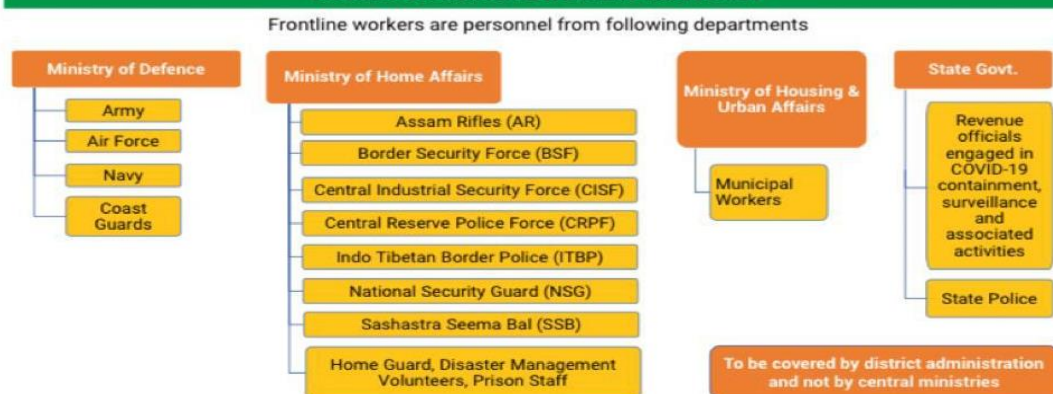 Frontline workers are personnel from following departments
Ministry of Defence
Army
Air Force
Navy
Coast
Guards
Ministry of Home Affairs
Assam Rifles (AR)
Border Security Force (BSF)
Central Industrial Security Force (CISF)
Central Reserve Police Force (CRPF)
Indo Tibetan Border Police (ITBP)
National Security Guard (NSG)
Sashastra Seema Bal (SSB)
Home Guard, Disaster Management
Volunteers, Prison Staff
Ministry of Housing &
Urban Affairs
Municipal
Workers
State Govt.
Revenue
officials
engaged in
COVID-19
containment,
surveillance
and
associated
activities
State Police
To be covered by district administration
and not by central ministries